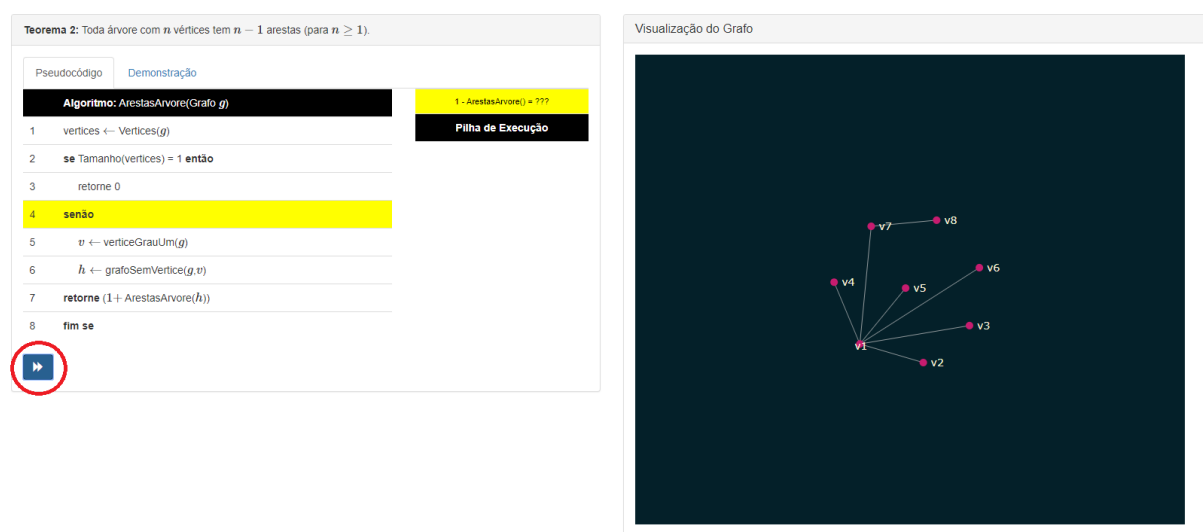 Teorema 2: Toda árvore com n vértices tem n − 1 arestas (para n ≥ 1).
Pseudocódigo Demonstração
Algoritmo: ArestasArvore(Grafo g)
1 vertices ← Vertices(g)
2 se Tamanho(vertices) = 1 então
3 retorne 0
4 senão
5 v ← verticeGrauUm(g)
6 h ← grafoSemVertice(g,v)
7 retorne (1+ ArestasArvore(h))
8 fim se
1 - ArestasArvore() = ???
Pilha de Execução
Visualização do Grafo
v7
v8
v6
v4
v5
v3
v1
v2